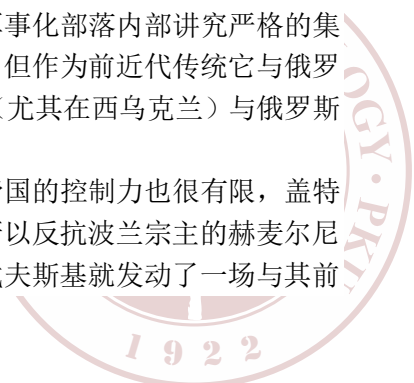 事化部落内部讲究严格的集
但作为前近代传统它与俄罗
尤其在西乌克兰）与俄罗斯
国的控制力也很有限，盖特
以反抗波兰宗主的赫麦尔尼
夫斯基就发动了一场与其前
OGY · PK
1922